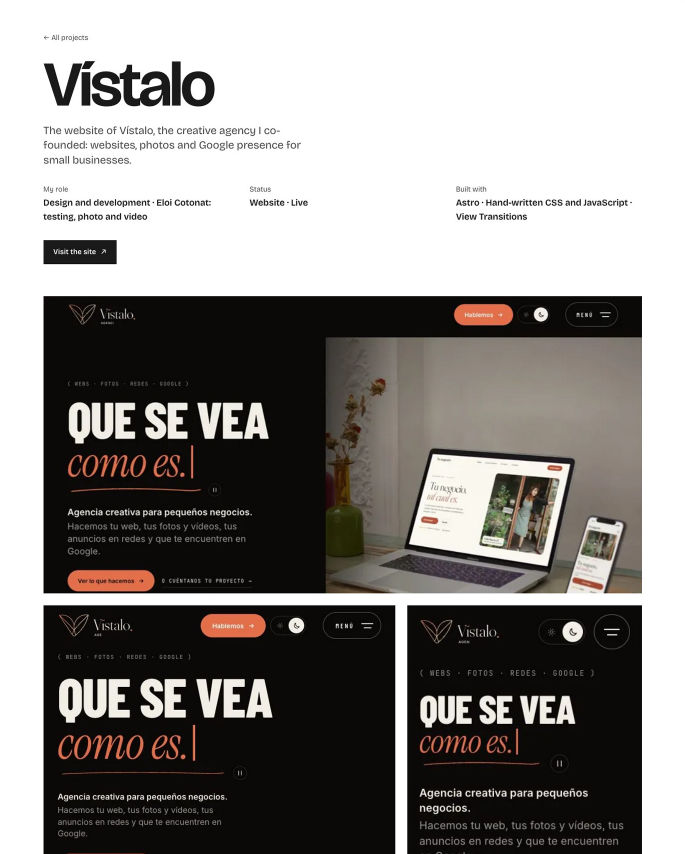 ← All projects
Vístalo
The website of Vístalo, the creative agency I co-
founded: websites, photos and Google presence for
small businesses.
My role
Design and development · Eloi Cotonat:
testing, photo and video
Status
Website · Live
Built with
Astro · Hand-written CSS and JavaScript ·
View Transitions
Visit the site ↗
Vístalo.
Hablemos →
MENÚ
( WEBS · FOTOS · REDES · GOOGLE )
QUE SE VEA
como es.
Agencia creativa para pequeños negocios.
Hacemos tu web, tus fotos y vídeos, tus
anuncios en redes y que te encuentren en
Google.
Ver lo que hacemos →
O CUÉNTANOS TU PROYECTO →
Tu negocio,
tal cual es.
Vístalo.
Hablemos →
MENÚ
( WEBS · FOTOS · REDES · GOOGLE )
QUE SE VEA
como es.
Agencia creativa para pequeños negocios.
Hacemos tu web, tus fotos y vídeos, tus
anuncios en redes y que te encuentren en
Google.
Vístalo.
( WEBS · FOTOS · REDES · GOOGLE )
QUE SE VEA
como es.
Agencia creativa para pequeños
negocios.
Hacemos tu web, tus fotos y vídeos, tus
anuncios en redes y que te encuentren